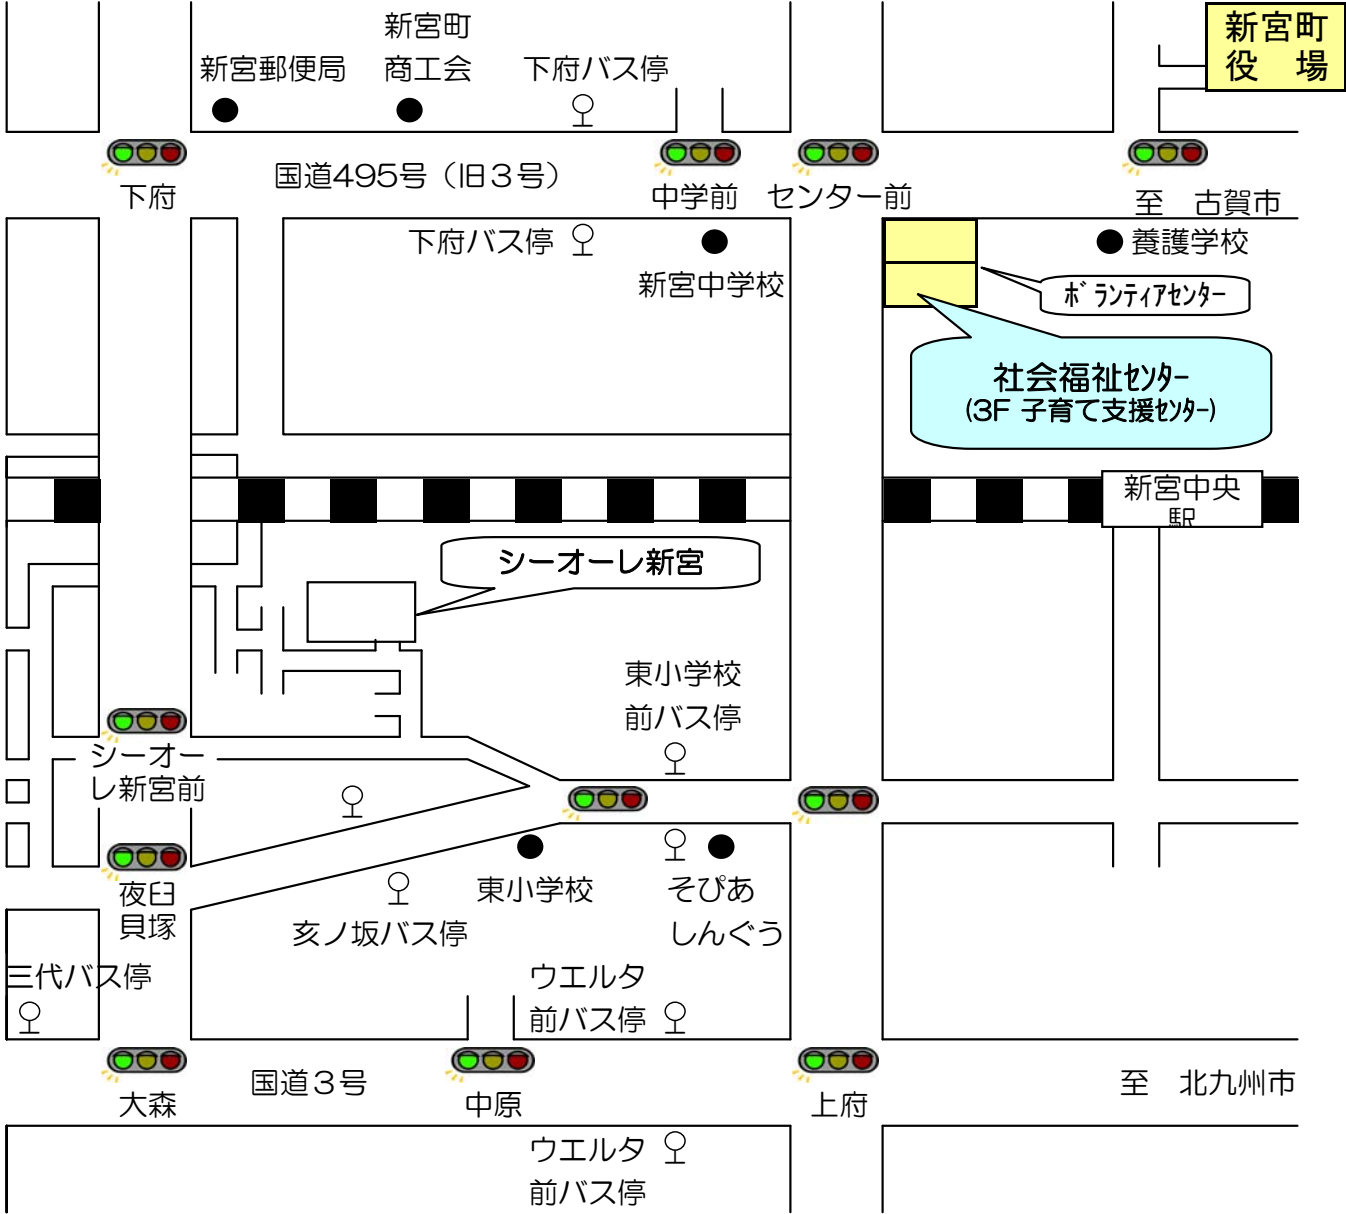 新宮町
役　場
新宮町
新宮郵便局
商工会
下府バス停
国道495号（旧３号）
下府
中学前
センター前
至　古賀市
下府バス停
養護学校
新宮中学校
ボランティアセンター
社会福祉センター
(3F 子育て支援センター)
新宮中央
駅
シーオーレ新宮
東小学校
前バス停
シーオー
レ新宮前
夜臼
貝塚
東小学校
そぴあ
しんぐう
亥ノ坂バス停
三代バス停
ウエルタ
前バス停
大森
国道３号
中原
上府
至　北九州市
ウエルタ
前バス停